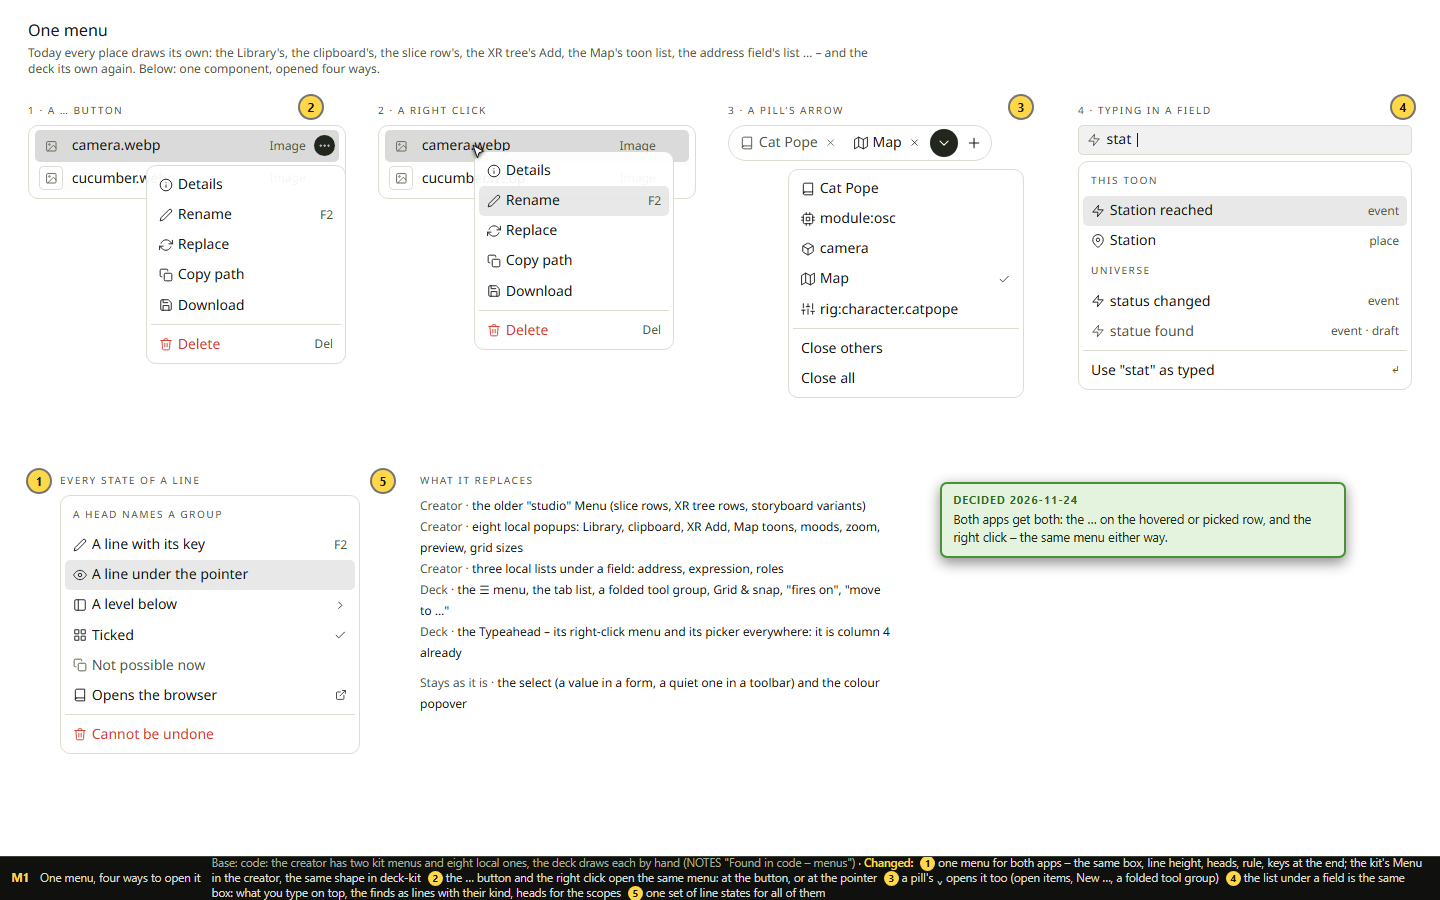 One menu
Today every place draws its own: the Library's, the clipboard's, the slice row's, the XR tree's Add, the Map's toon list, the address field's list ... – and the
deck its own again. Below: one component, opened four ways.
1 · A … BUTTON
2
camera.webp Image
cucumber.w
Details
Rename F2
Replace
Copy path
Download
Delete Del
2 · A RIGHT CLICK
camera.webp Image
Details
Rename F2
Replace
Copy path
Download
Delete Del
3 · A PILL'S ARROW
3
Cat Pope × Map ×
Cat Pope
module:osc
camera
Map
rig:character.catpope
Close others
Close all
4 · TYPING IN A FIELD
4
stat
THIS TOON
Station reached event
Station place
UNIVERSE
status changed event
statue found event · draft
Use "stat" as typed ↲
1
EVERY STATE OF A LINE
A HEAD NAMES A GROUP
A line with its key F2
A line under the pointer
A level below
Ticked
Not possible now
Opens the browser
Cannot be undone
5
WHAT IT REPLACES
Creator · the older "studio" Menu (slice rows, XR tree rows, storyboard variants)
Creator · eight local popups: Library, clipboard, XR Add, Map toons, moods, zoom,
preview, grid sizes
Creator · three local lists under a field: address, expression, roles
Deck · the ☰ menu, the tab list, a folded tool group, Grid & snap, "fires on", "move
to ..."
Deck · the Typeahead – its right-click menu and its picker everywhere: it is column 4
already
Stays as it is · the select (a value in a form, a quiet one in a toolbar) and the colour
popover
DECIDED 2026-11-24
Both apps get both: the ... on the hovered or picked row, and the
right click – the same menu either way.
M1 One menu, four ways to open it
Base: code: the creator has two kit menus and eight local ones, the deck draws each by hand (NOTES "Found in code – menus") · Changed: 1 one menu for both apps – the same box, line height, heads, rule, keys at the end; the kit's Menu
in the creator, the same shape in deck-kit 2 the ... button and the right click open the same menu: at the button, or at the pointer 3 a pill's ⌄ opens it too (open items, New ..., a folded tool group) 4 the list under a field is the same
box: what you type on top, the finds as lines with their kind, heads for the scopes 5 one set of line states for all of them